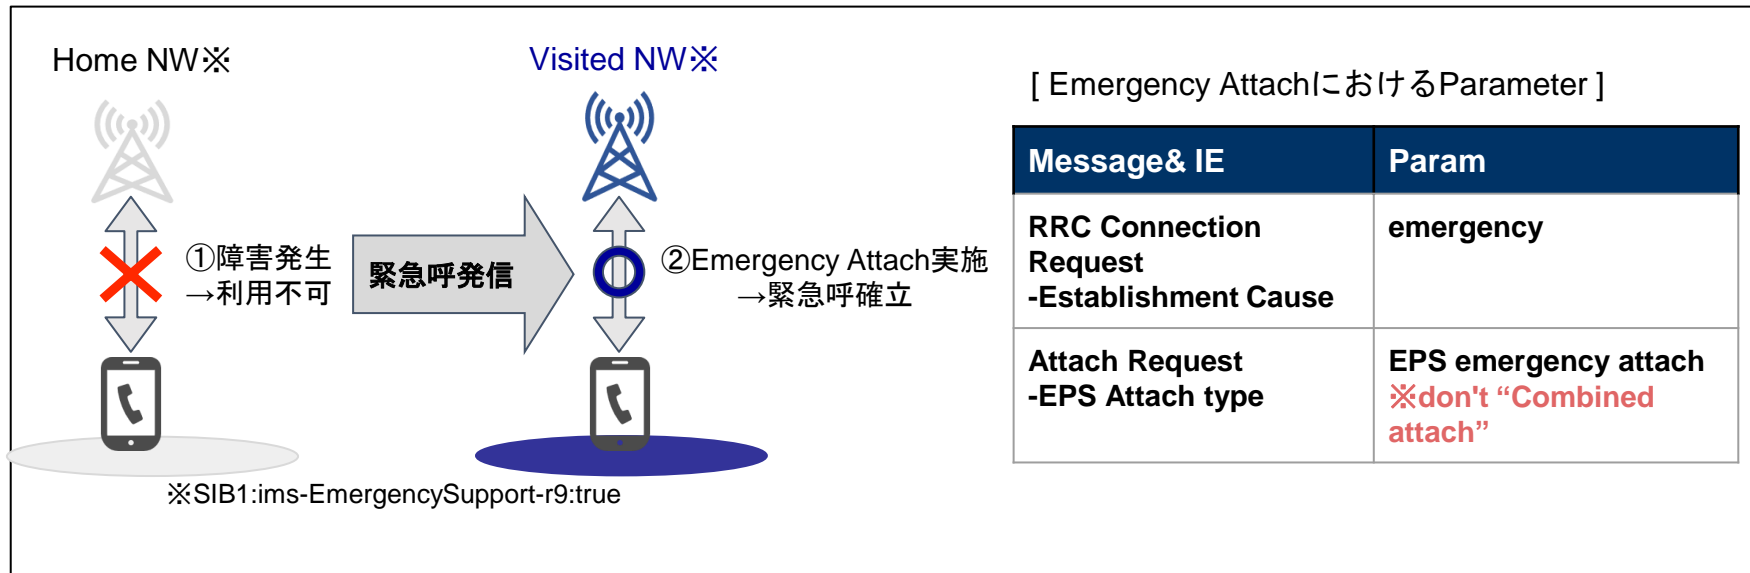 Home NW※
Visited NW※
①障害発生
→利用不可
緊急呼発信
②Emergency Attach実施
→緊急呼確立
※SIB1:ims-EmergencySupport-r9:true
[ Emergency AttachにおけるParameter ]
Message& IE
Param
RRC Connection
Request
-Establishment Cause
emergency
Attach Request
-EPS Attach type
EPS emergency attach
※don't “Combined
attach”